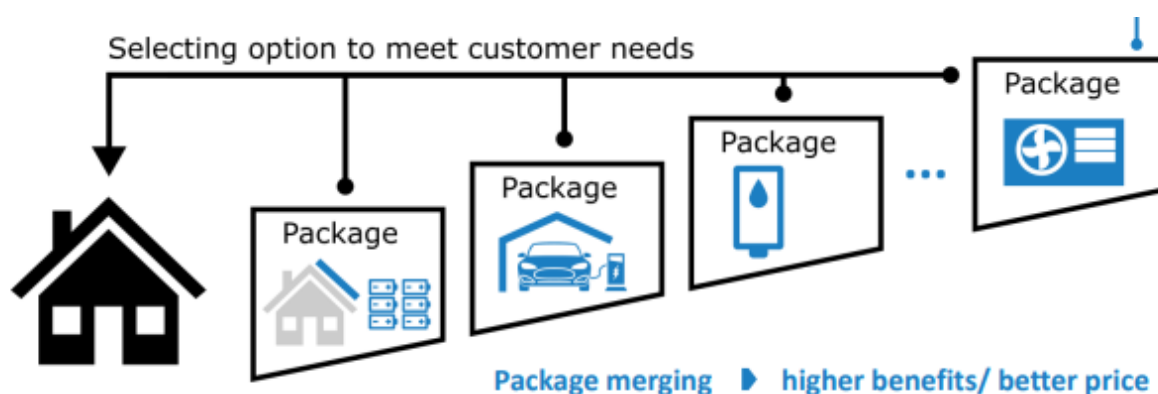 Selecting option to meet customer needs
Package
Package
Package
Package
...
Package merging higher benefits/ better price